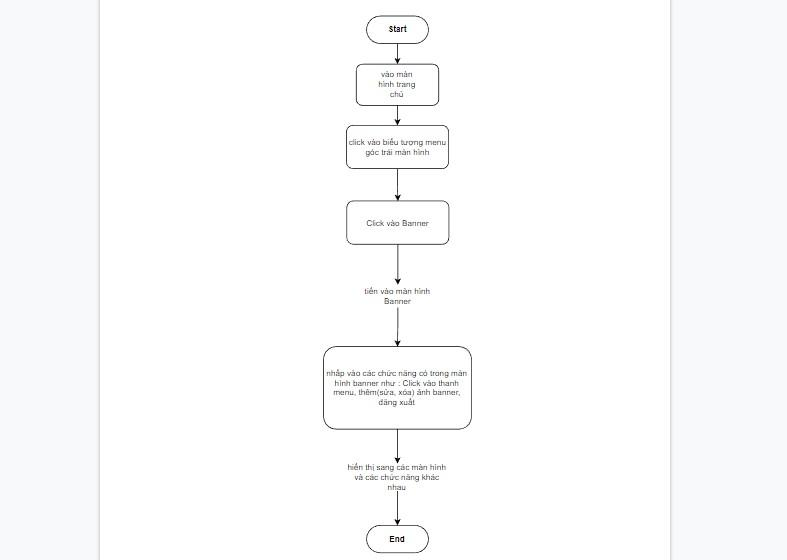 Start
vào màn
hình trang
chủ
click vào biểu tượng menu
góc trái màn hình
Click vào Banner
tiến vào màn hình
Banner
nhấp vào các chức năng có trong màn
hình banner như : Click vào thanh
menu, thêm(sửa, xóa) ảnh banner,
đăng xuất
hiển thị sang các màn hình
và các chức năng khác
nhau
End